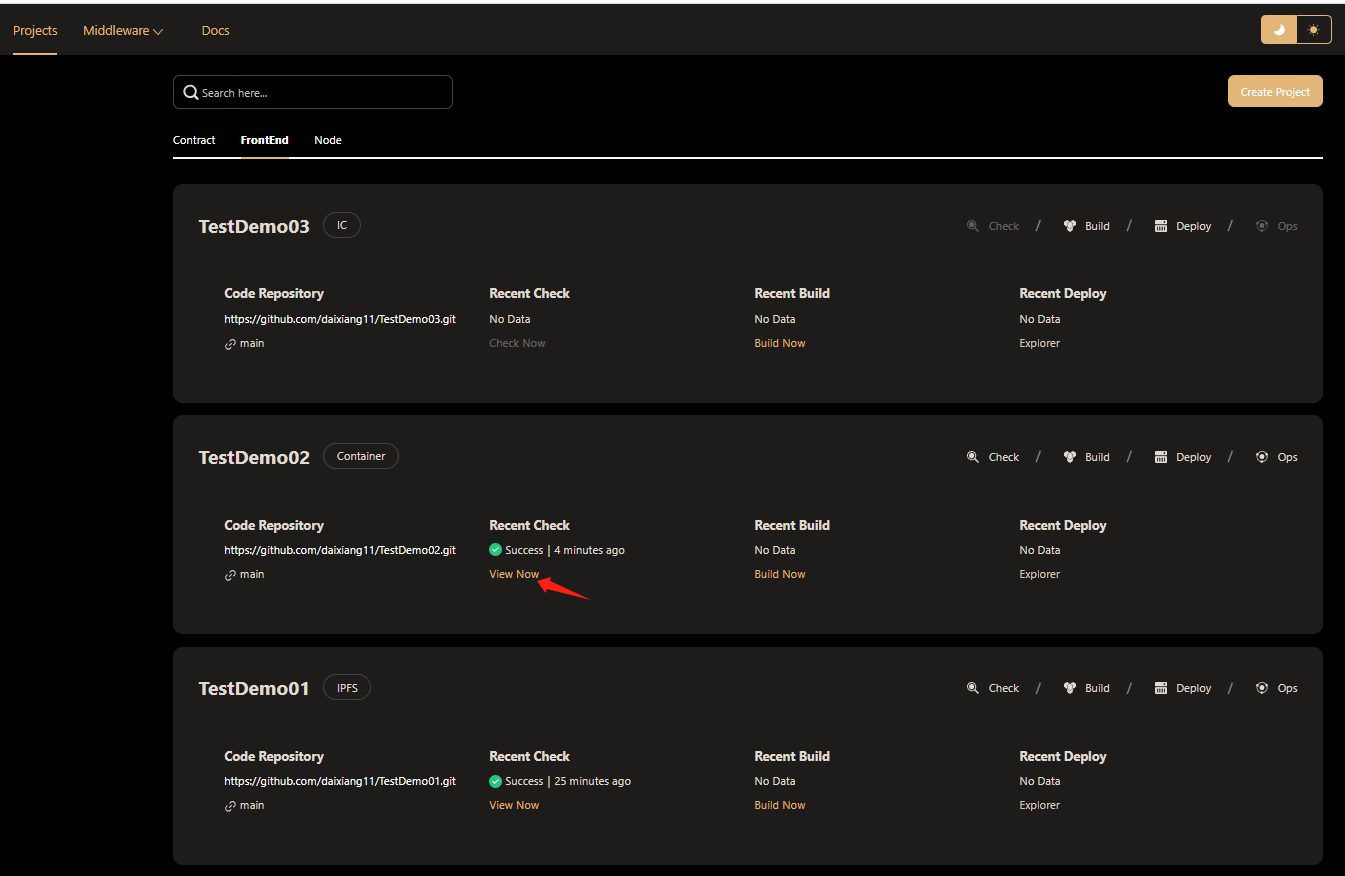 Projects Middleware Docs
Search here... Create Project
Contract FrontEnd Node
TestDemo03 IC Check / Build / Deploy / Ops
Code Repository Recent Check Recent Build Recent Deploy
https://github.com/daixiang11/TestDemo03.git No Data No Data No Data
main Check Now Build Now Explorer
TestDemo02 Container Check / Build / Deploy / Ops
Code Repository Recent Check Recent Build Recent Deploy
https://github.com/daixiang11/TestDemo02.git Success | 4 minutes ago No Data No Data
main View Now Build Now Explorer
TestDemo01 IPFS Check / Build / Deploy / Ops
Code Repository Recent Check Recent Build Recent Deploy
https://github.com/daixiang11/TestDemo01.git Success | 25 minutes ago No Data No Data
main View Now Build Now Explorer